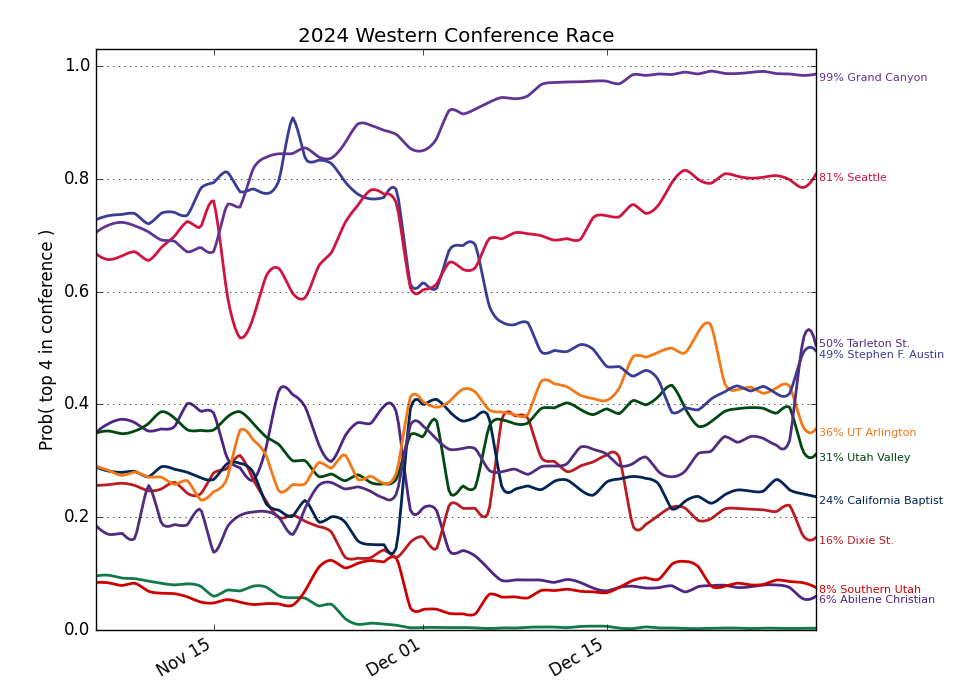 2024 Western Conference Race
Prob( top 4 in conference )
1.0
0.8
0.6
0.4
0.2
0.0
Nov 15
Dec 01
Dec 15
99% Grand Canyon
81% Seattle
50% Tarleton St.
49% Stephen F. Austin
36% UT Arlington
31% Utah Valley
24% California Baptist
16% Dixie St.
8% Southern Utah
6% Abilene Christian